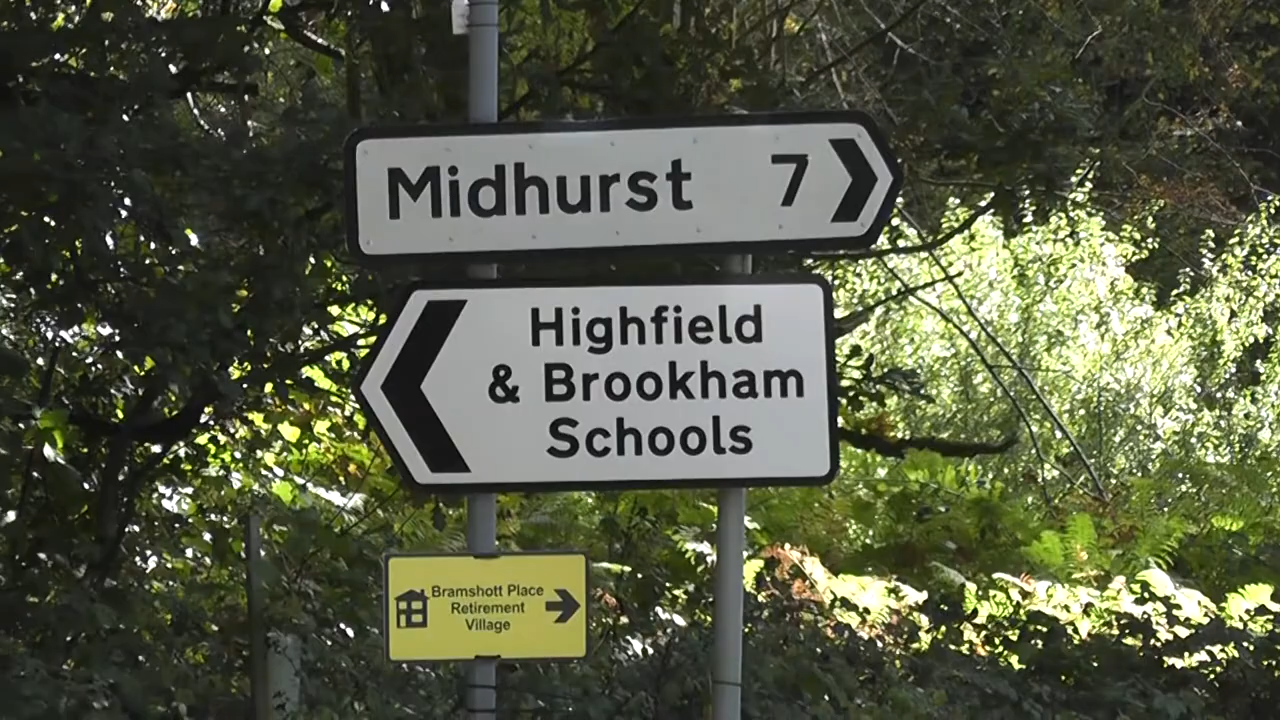 Midhurst 7
Highfield
& Brookham
Schools
Bramshott Place
Retirement
Village